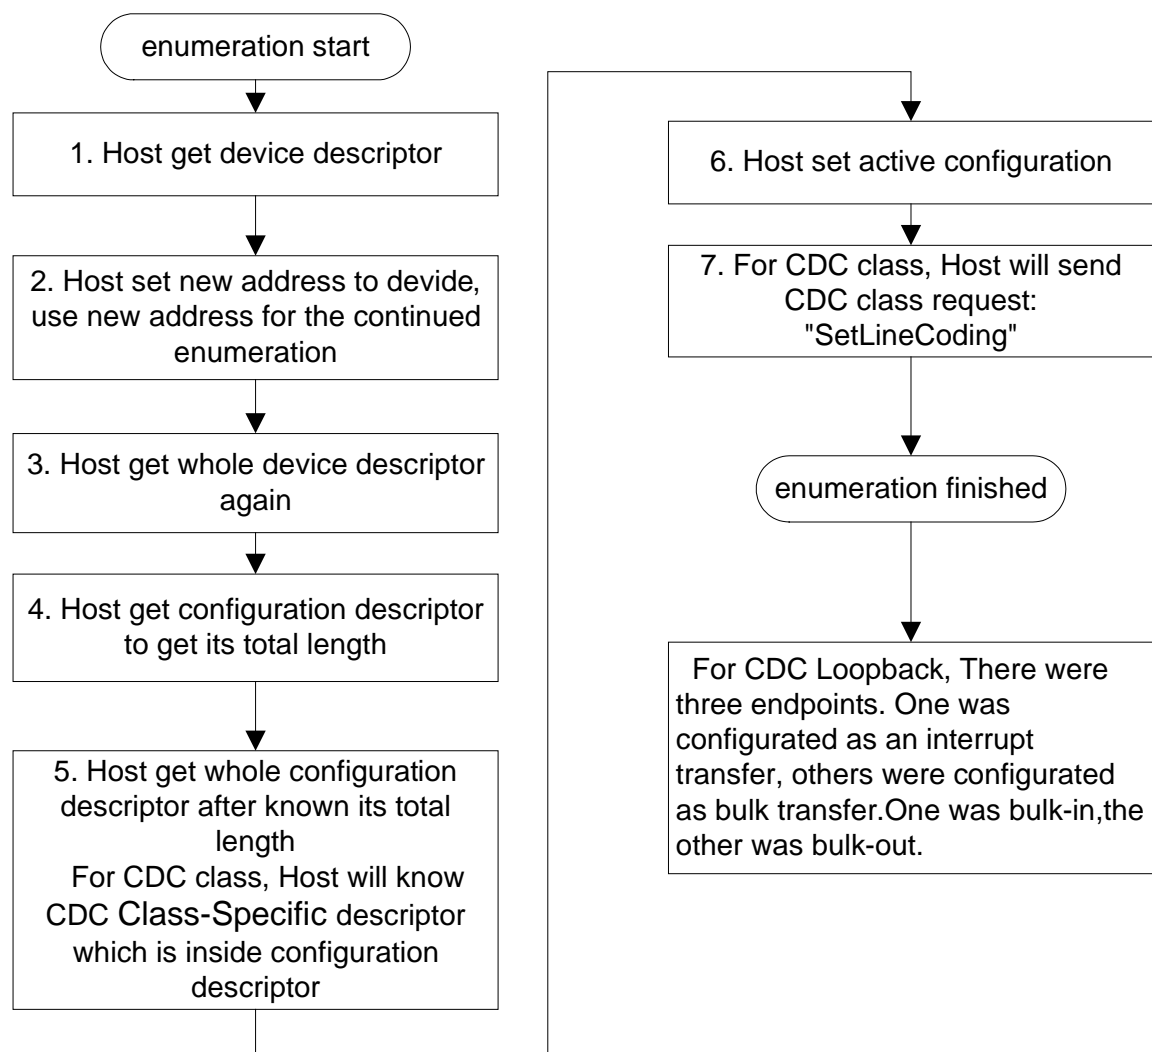 enumeration start
1. Host get device descriptor
2. Host set new address to devide,
use new address for the continued
enumeration
3. Host get whole device descriptor
again
4. Host get configuration descriptor
to get its total length
5. Host get whole configuration
descriptor after known its total
length
For CDC class, Host will know
CDC Class-Specific descriptor
which is inside configuration
descriptor
6. Host set active configuration
7. For CDC class, Host will send
CDC class request:
"SetLineCoding"
enumeration finished
For CDC Loopback, There were
three endpoints. One was
configurated as an interrupt
transfer, others were configurated
as bulk transfer.One was bulk-in,the
other was bulk-out.